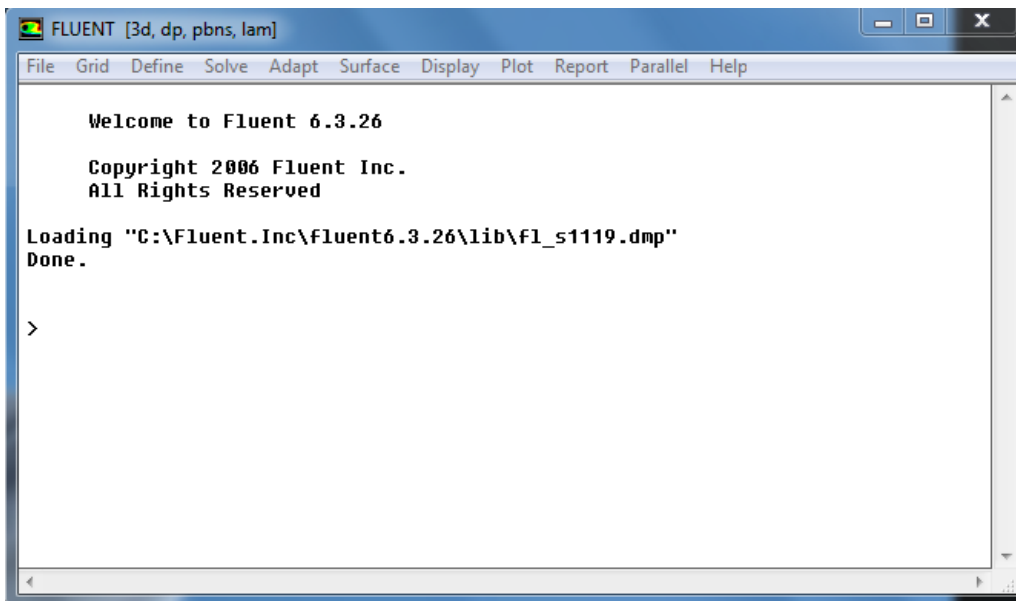 FLUENT [3d, dp, pbns, lam]
File Grid Define Solve Adapt Surface Display Plot Report Parallel Help
Welcome to Fluent 6.3.26
Copyright 2006 Fluent Inc.
All Rights Reserved
Loading "C:\Fluent.Inc\fluent6.3.26\lib\fl_s1119.dmp"
Done.
>